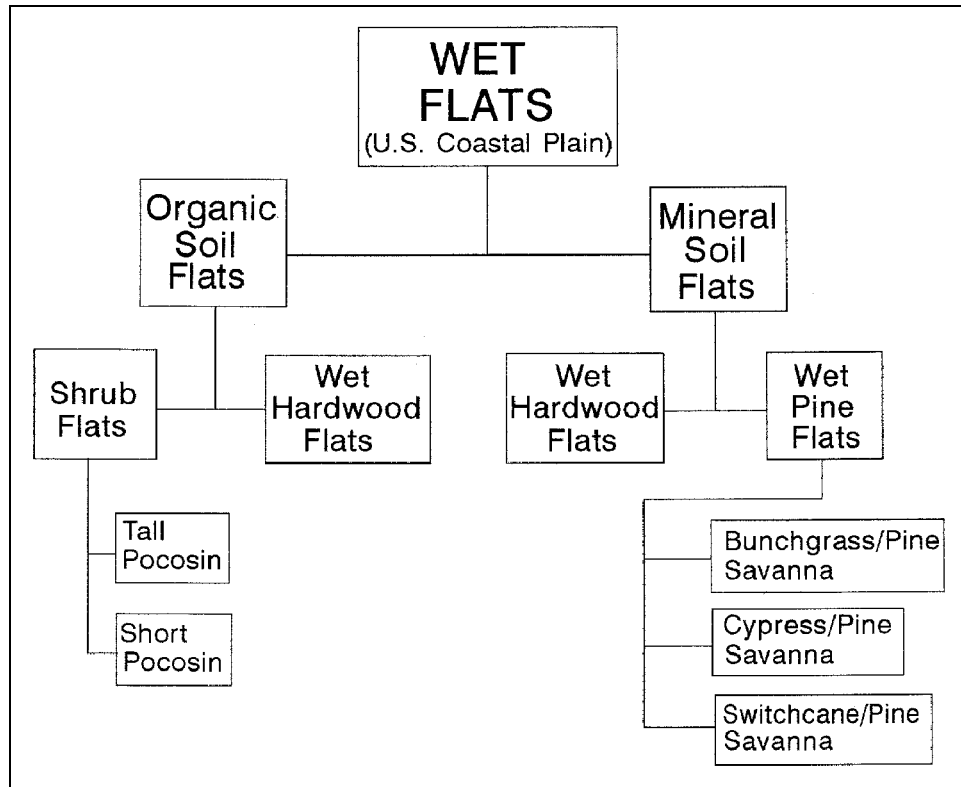 WET
FLATS
(U.S. Coastal Plain)
Organic
Soil
Flats
Mineral
Soil
Flats
Shrub
Flats
Wet
Hardwood
Flats
Wet
Hardwood
Flats
Wet
Pine
Flats
Tall
Pocosin
Short
Pocosin
Bunchgrass/Pine
Savanna
Cypress/Pine
Savanna
Switchcane/Pine
Savanna